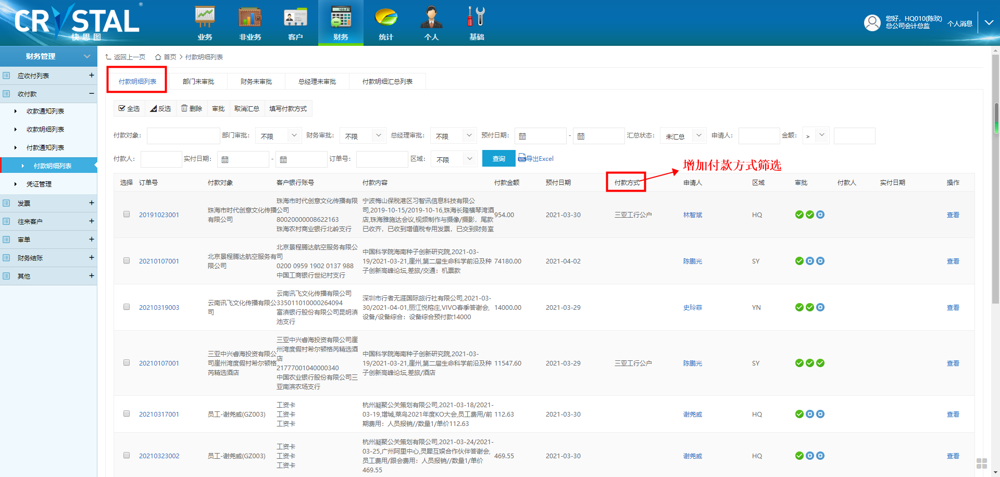 CRYSTAL®
快思图
业务 非业务 客户 财务 统计 个人 基础
您好，HQ010(陈玟)
总公司会计总监
个人消息
财务管理
应收付列表 +
收付款 −
收款通知列表
收款明细列表
付款通知列表
付款明细列表
凭证管理
发票 +
往来客户 +
审单 +
财务结账 +
其他 +
返回上一页 首页 > 付款明细列表
付款明细列表 部门未审批 财务未审批 总经理未审批 付款明细汇总列表
全选 反选 删除 审批 取消汇总 填写付款方式
付款对象: 部门审批: 不限 财务审批: 不限 总经理审批: 不限 预付日期: - 汇总状态: 未汇总 申请人: 金额: >
付款人: 实付日期: - 订单号: 区域: 不限 查询 导出Excel
增加付款方式筛选
选择 订单号 付款对象 客户银行账号 付款内容 付款金额 预付日期 付款方式 申请人 区域 审批 付款人 实付日期 操作
20191023001
珠海市时代创意文化传播
有限公司
珠海市时代创意文化传播有限
公司
80020000008622163
珠海农村商业银行北岭支行
宁波梅山保税港区习智讯信息科技有限公
司,2019-10-15/2019-10-16,珠海长隆横琴湾酒
店,珠海雅施达会议,视频制作与摄像/摄影，尾款
已收齐，已收到增值税专用发票，已交到财务室
954.00 2021-03-30 三亚工行公户 林智斌 HQ 查看
20210107001
北京景程腾达航空服务有
限公司
北京景程腾达航空服务有限公
司
0200 0959 1902 0137 988
中国工商银行世纪村支行
中国科学院海南种子创新研究院,2021-03-
19/2021-03-21,崖州,第二届生命科学前沿及种
子创新高峰论坛,差旅/交通：机票款
74180.00 2021-04-02 陈鹏光 SY 查看
20210319003
云南讯飞文化传播有限公
司
云南讯飞文化传播有限公司
335011010000264094
富滇银行股份有限公司昆明滇
池支行
深圳市行者无涯国际旅行社有限公司,2021-03-
30/2021-04-01,丽江悦榕庄,VIVO春季答谢会,
设备/设备综合：设备综合预付款14000
14000.00 2021-03-29 史玲菲 YN 查看
20210107001
三亚中兴睿海投资有限公
司崖州湾度假村希尔顿格
芮精选酒店
三亚中兴睿海投资有限公司崖
州湾度假村希尔顿格芮精选酒
店
21777001040000340
中国农业银行股份有限公司三
亚南滨农场支行
中国科学院海南种子创新研究院,2021-03-
19/2021-03-21,崖州,第二届生命科学前沿及种
子创新高峰论坛,差旅/酒店
11547.60 2021-03-29 三亚工行公户 陈鹏光 SY 查看
20210317001
员工-谢尧威(GZ003)
工资卡
工资卡
工资卡
杭州凝聚公关策划有限公司,2021-03-18/2021-
03-19,增城,菜鸟2021年度KO大会,员工费用/前
期费用：人员报销//数量1/单价112.63
112.63 2021-03-30 谢尧威 HQ 查看
20210323002
员工-谢尧威(GZ003)
工资卡
工资卡
工资卡
杭州凝聚公关策划有限公司,2021-03-24/2021-
03-25,广州阿里中心,灵犀互娱合作伙伴答谢会,
员工费用/跟会费用：人员报销//数量1/单价
469.55
469.55 2021-03-30 谢尧威 HQ 查看